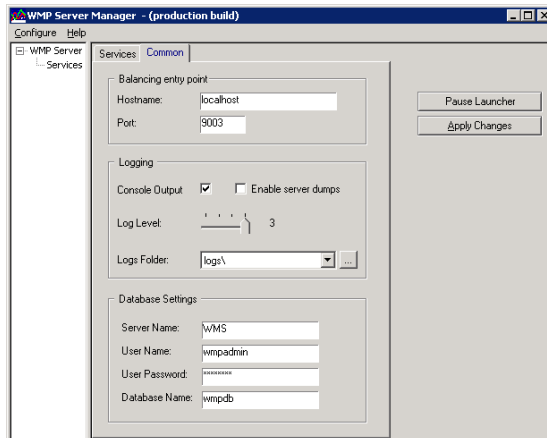 WMP Server Manager - (production build)
Configure Help
WMP Server
Services
Services Common
Balancing entry point
Hostname: localhost
Port: 9003
Pause Launcher
Apply Changes
Logging
Console Output Enable server dumps
Log Level: 3
Logs Folder: logs\ ...
Database Settings
Server Name: WMS
User Name: wmpadmin
User Password: ********
Database Name: wmpdb